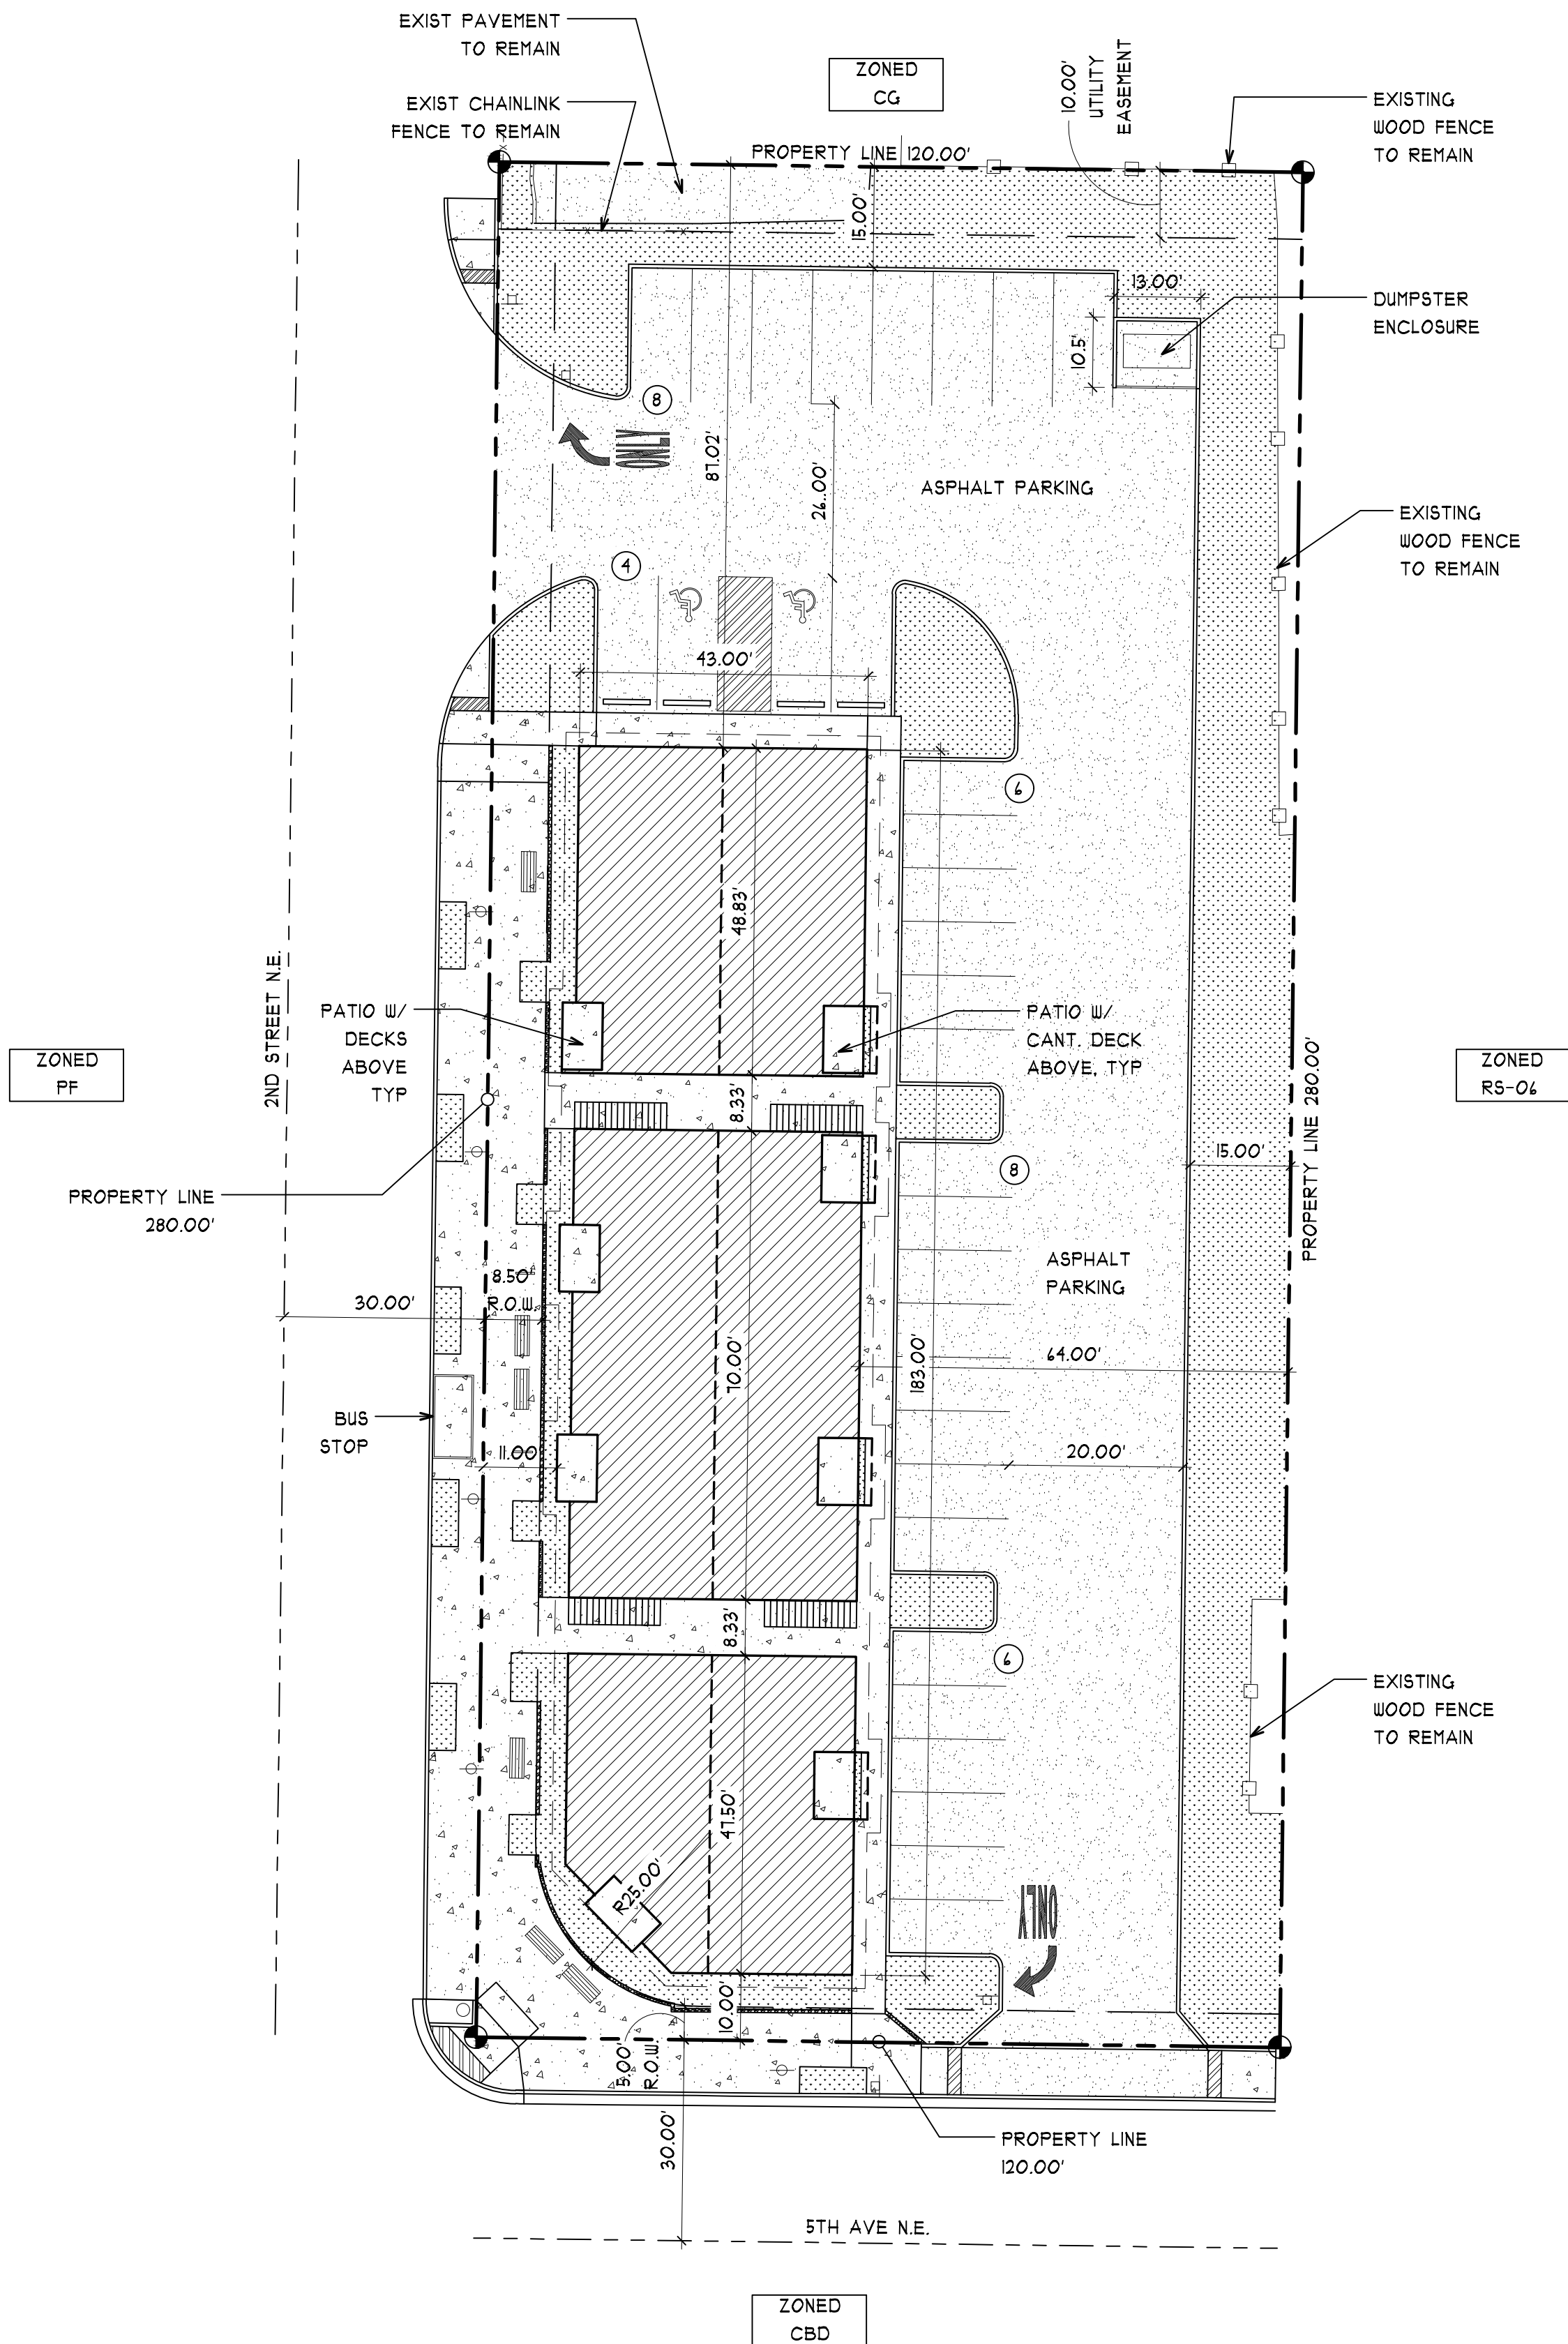 EXIST PAVEMENT
TO REMAIN
ZONED
CG
10.00'
UTILITY
EASEMENT
EXIST CHAINLINK
FENCE TO REMAIN
EXISTING
WOOD FENCE
TO REMAIN
PROPERTY LINE 120.00'
15.00'
13.00'
DUMPSTER
ENCLOSURE
10.5'
8
ONLY
87.02'
26.00'
ASPHALT PARKING
EXISTING
WOOD FENCE
TO REMAIN
4
43.00'
6
48.83'
2ND STREET N.E.
PATIO W/
DECKS
ABOVE
TYP
PATIO W/
CANT. DECK
ABOVE, TYP
ZONED
PF
ZONED
RS-06
PROPERTY LINE 280.00'
8.33'
15.00'
8
PROPERTY LINE
280.00'
ASPHALT
PARKING
8.50'
R.O.W.
30.00'
70.00'
183.00'
64.00'
BUS
STOP
11.00'
20.00'
8.33'
6
EXISTING
WOOD FENCE
TO REMAIN
47.50'
R25.00'
ONLY
10.00'
5.00'
R.O.W.
30.00'
PROPERTY LINE
120.00'
5TH AVE N.E.
ZONED
CBD